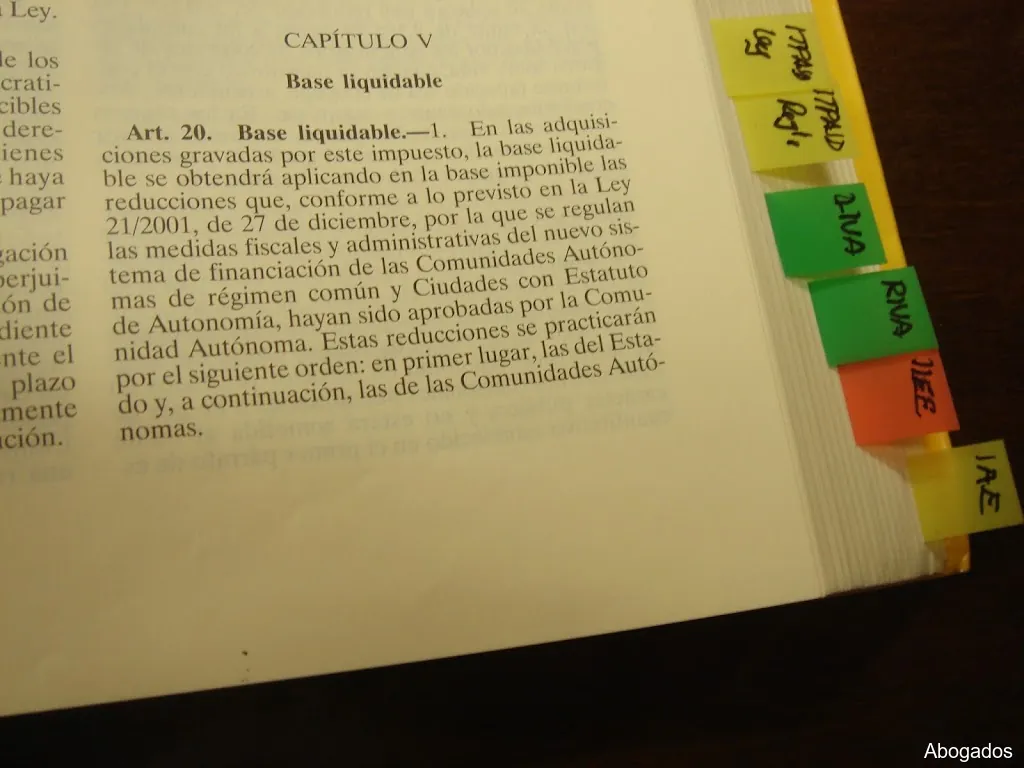 a Ley.
de los
crati-
cibles
dere-
ienes
haya
pagar
gación
perjui-
ón de
diente
ente el
plazo
mente
ación.
CAPÍTULO V
Base liquidable
Art. 20. Base liquidable.—1. En las adquisi-
ciones gravadas por este impuesto, la base liquida-
ble se obtendrá aplicando en la base imponible las
reducciones que, conforme a lo previsto en la Ley
21/2001, de 27 de diciembre, por la que se regulan
las medidas fiscales y administrativas del nuevo sis-
tema de financiación de las Comunidades Autóno-
mas de régimen común y Ciudades con Estatuto
de Autonomía, hayan sido aprobadas por la Comu-
nidad Autónoma. Estas reducciones se practicarán
por el siguiente orden: en primer lugar, las del Esta-
do y, a continuación, las de las Comunidades Autó-
nomas.
ITPAJD
Ley
ITPAJD
Regl.
L-IVA
RIVA
IIEE
IAE
Abogados